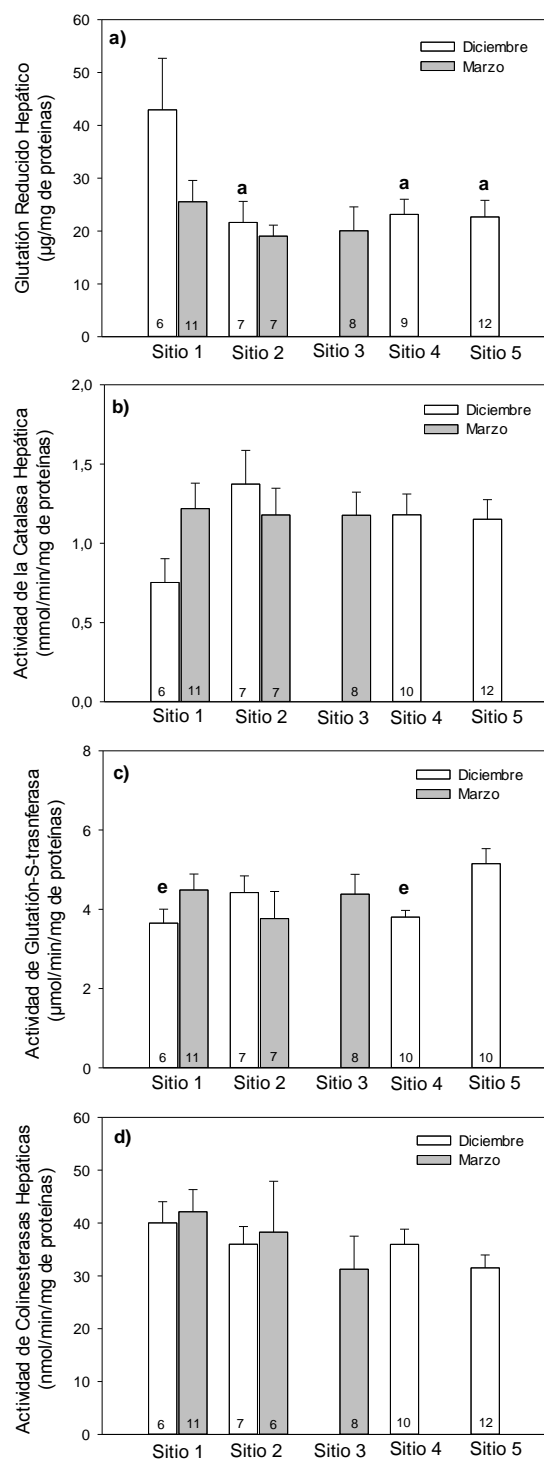 a)
Diciembre
Marzo
Glutatión Reducido Hepático
(µg/mg de proteinas)
60
50
40
30
20
10
0
a
a
a
6
11
7
7
8
9
12
Sitio 1
Sitio 2
Sitio 3
Sitio 4
Sitio 5
b)
Diciembre
Marzo
Actividad de la Catalasa Hepática
(mmol/min/mg de proteínas)
2,0
1,5
1,0
0,5
0,0
6
11
7
7
8
10
12
Sitio 1
Sitio 2
Sitio 3
Sitio 4
Sitio 5
c)
Diciembre
Marzo
Actividad de Glutatión-S-trasnferasa
(µmol/min/mg de proteínas)
8
6
4
2
0
e
e
6
11
7
7
8
10
10
Sitio 1
Sitio 2
Sitio 3
Sitio 4
Sitio 5
d)
Diciembre
Marzo
Actividad de Colinesterasas Hepáticas
(nmol/min/mg de proteínas)
60
50
40
30
20
10
0
6
11
7
6
8
10
12
Sitio 1
Sitio 2
Sitio 3
Sitio 4
Sitio 5